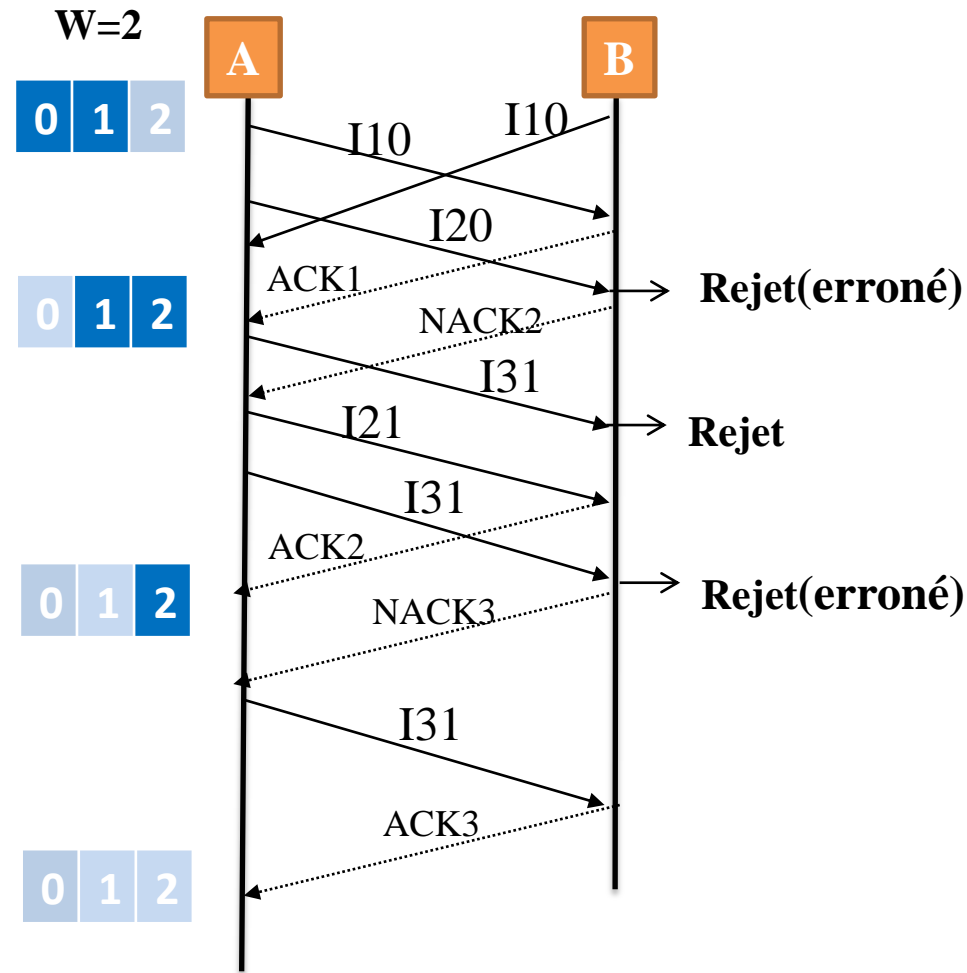 W=2
A
B
0 1 2
I10
I10
I20
ACK1
Rejet(erroné)
0 1 2
NACK2
I31
Rejet
I21
I31
ACK2
0 1 2
Rejet(erroné)
NACK3
I31
ACK3
0 1 2